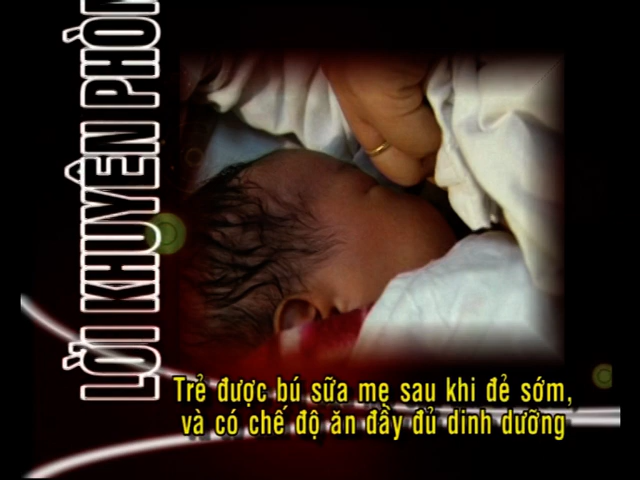 LỜI KHUYÊN PHÒN
Trẻ được bú sữa mẹ sau khi đẻ sớm,
và có chế độ ăn đầy đủ dinh dưỡng